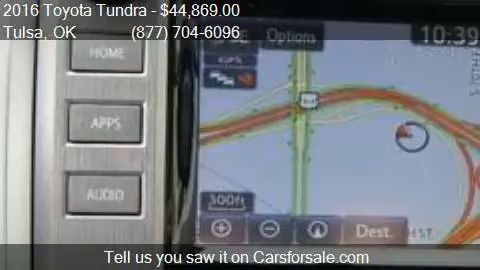 2016 Toyota Tundra - $44,869.00
Tulsa, OK (877) 704-6096
HOME
Options
10:39
APPS
AUDIO
300ft
Dest.
Tell us you saw it on Carsforsale.com